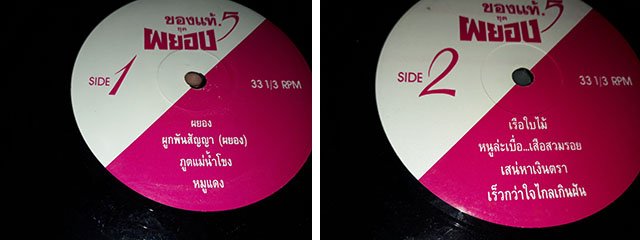 ของแท้.5
ชุด
ผยอง
SIDE 1
33 1/3 RPM
ผยอง
ผูกพันสัญญา (ผยอง)
ภูตแม่น้ำโขง
หมูแดง
ของแท้.5
ชุด
ผยอง
SIDE 2
33 1/3 RPM
เรือใบไม้
หนูล่ะเบื่อ...เสือสวมรอย
เสน่หาเงินตรา
เร็วกว่าใจไกลเกินฝัน